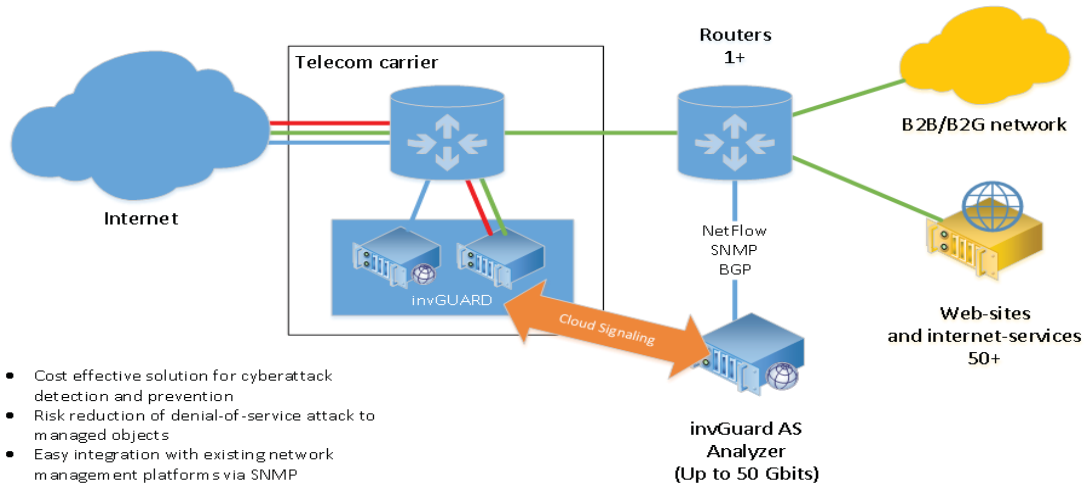 Telecom carrier
Internet
invGUARD
Cloud Signaling
Routers
1+
NetFlow
SNMP
BGP
B2B/B2G network
Web-sites
and internet-services
50+
invGuard AS
Analyzer
(Up to 50 Gbits)
• Cost effective solution for cyberattack
detection and prevention
• Risk reduction of denial-of-service attack to
managed objects
• Easy integration with existing network
management platforms via SNMP